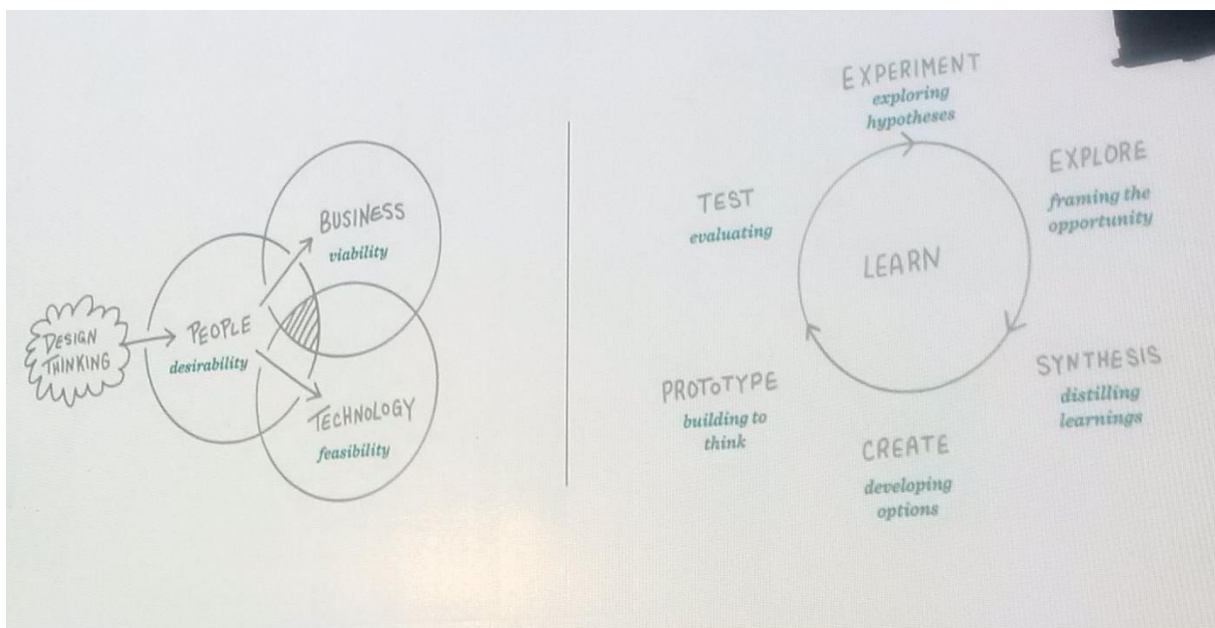 DESIGN
THINKING
PEOPLE
desirability
BUSINESS
viability
TECHNOLOGY
feasibility
EXPERIMENT
exploring
hypotheses
EXPLORE
framing the
opportunity
SYNTHESIS
distilling
learnings
CREATE
developing
options
PROTOTYPE
building to
think
TEST
evaluating
LEARN